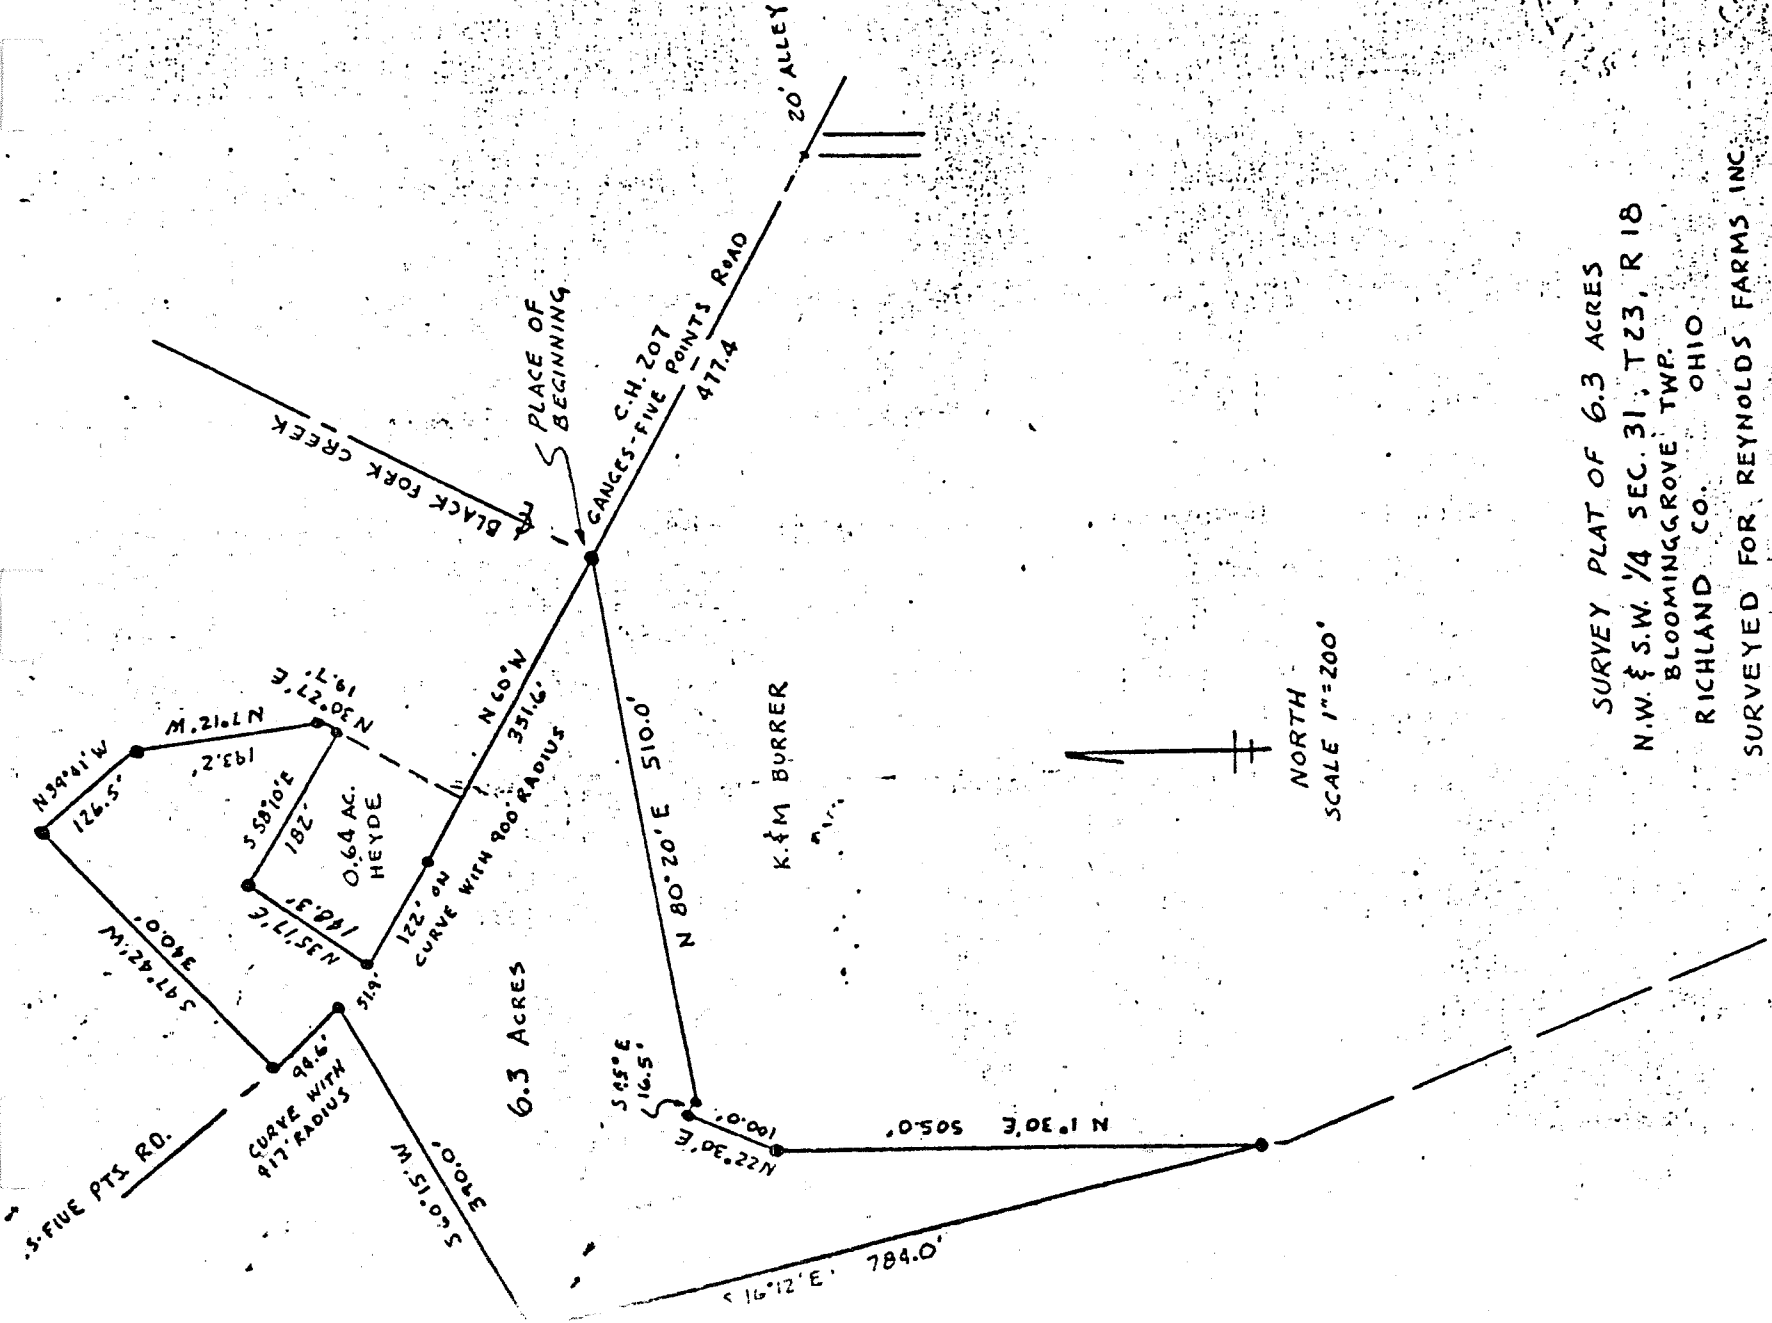 20' ALLEY
BLACK FORK CREEK
PLACE OF
BEGINNING
C.H. 207
GANGES-FIVE POINTS ROAD
477.4
N 60° W
351.6'
122' ON
CURVE WITH 900' RADIUS
N 30°27' E
19.7'
N 7°12' W
193.2'
N 39°41' W
126.5'
S 47°42' W
340.0'
S 58°10' E
182'
0.64 AC.
HEYDE
N 35°17' E
148.3'
51.9'
94.6'
CURVE WITH
917' RADIUS
S-FIVE PTS RD.
S 60°15' W
390.0'
6.3 ACRES
N 80°20' E 510.0'
S 45° E
16.5'
N 22°30' E
100.0'
N 1°30' E 505.0'
S 16°12' E. 784.0'
K. & M BURRER
NORTH
SCALE 1"=200'
SURVEY PLAT OF 6.3 ACRES
N.W. & S.W. 1/4 SEC. 31, T 23, R 18
BLOOMINGGROVE TWP.
RICHLAND CO. OHIO
SURVEYED FOR REYNOLDS FARMS INC.